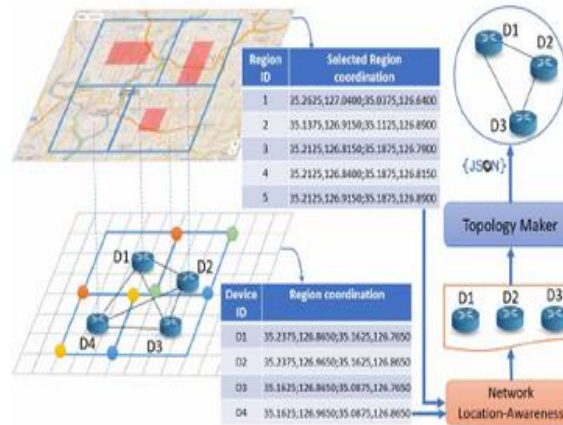 Region ID
Selected Region coordination
1 35.2625,127.0400;35.0375,126.6400
2 35.1375,126.9150;35.1125,126.8900
3 35.2125,126.8150;35.1875,126.7900
4 35.2125,126.8400;35.1875,126.8150
5 35.2125,126.9150;35.1875,126.8900
D1
D2
D3
{JSON}
Topology Maker
D1 D2 D3
Network
Location-Awareness
D1
D2
D4
D3
Device ID
Region coordination
D1 35.2375,126.8650;35.1625,126.7650
D2 35.2375,126.9650;35.1625,126.8650
D3 35.1625,126.8650;35.0875,126.7650
D4 35.1625,126.9650;35.0875,126.8650